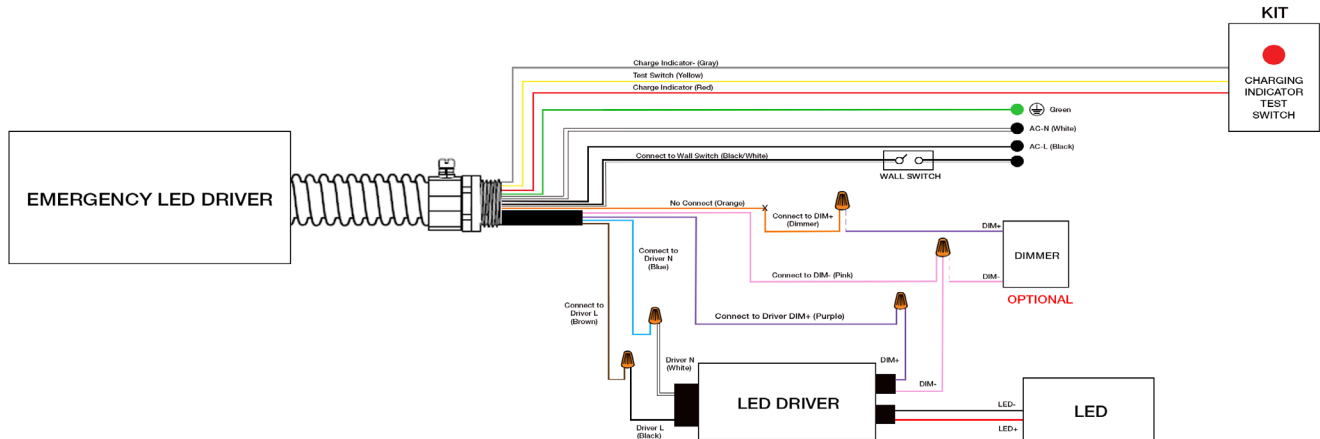 KIT
Charge Indicator- (Gray)
Test Switch (Yellow)
Charge Indicator (Red)
CHARGING
INDICATOR
TEST
SWITCH
Green
AC-N (White)
AC-L (Black)
Connect to Wall Switch (Black/White)
WALL SWITCH
EMERGENCY LED DRIVER
No Connect (Orange)
X
Connect to DIM+
(Dimmer)
DIM+
DIMMER
Connect to
Driver N
(Blue)
Connect to DIM- (Pink)
DIM-
OPTIONAL
Connect to
Driver L
(Brown)
Connect to Driver DIM+ (Purple)
Driver N
(White)
DIM+
DIM-
LED DRIVER
LED-
LED
LED+
Driver L
(Black)